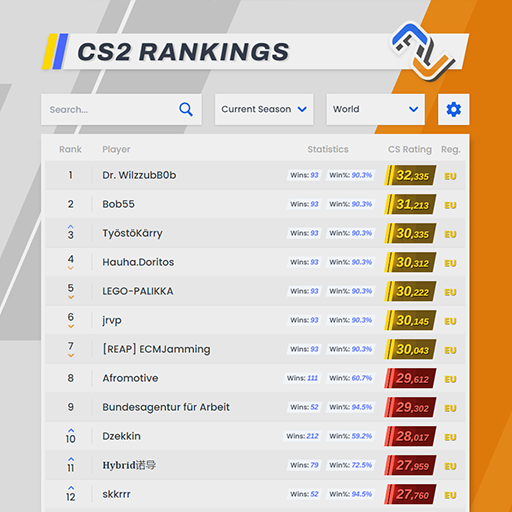 CS2 RANKINGS
Search...
Current Season
World
Rank Player Statistics CS Rating Reg.
1 Dr. WilzzubB0b Wins: 93 Win%: 90.3% 32,335 EU
2 Bob55 Wins: 93 Win%: 90.3% 31,213 EU
3 TyöstöKärry Wins: 93 Win%: 90.3% 30,335 EU
4 Hauha.Doritos Wins: 93 Win%: 90.3% 30,312 EU
5 LEGO-PALIKKA Wins: 93 Win%: 90.3% 30,222 EU
6 jrvp Wins: 93 Win%: 90.3% 30,145 EU
7 [REAP] ECMJamming Wins: 93 Win%: 90.3% 30,043 EU
8 Afromotive Wins: 111 Win%: 60.7% 29,612 EU
9 Bundesagentur für Arbeit Wins: 52 Win%: 94.5% 29,302 EU
10 Dzekkin Wins: 212 Win%: 59.2% 28,017 EU
11 𝐇𝐲𝐛𝐫𝐢𝐝诺导 Wins: 79 Win%: 72.5% 27,959 EU
12 skkrrr Wins: 52 Win%: 94.5% 27,760 EU